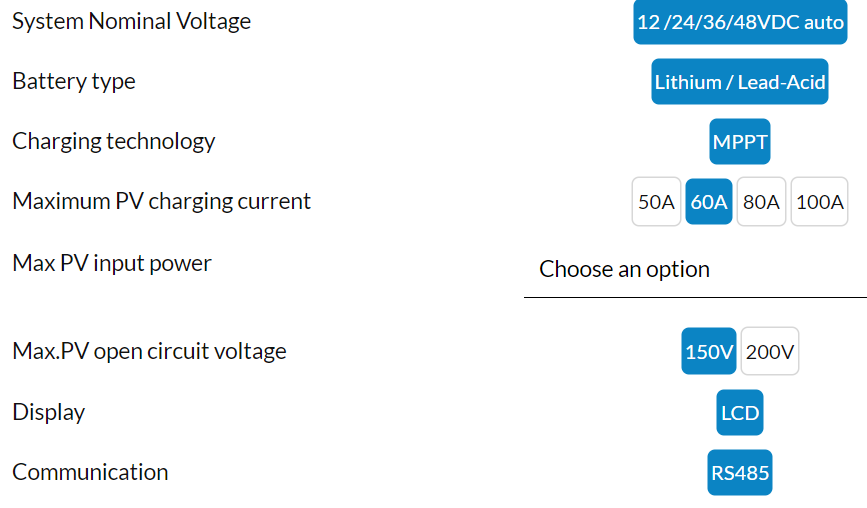 System Nominal Voltage 12 /24/36/48VDC auto
Battery type Lithium / Lead-Acid
Charging technology MPPT
Maximum PV charging current 50A 60A 80A 100A
Max PV input power Choose an option
Max.PV open circuit voltage 150V 200V
Display LCD
Communication RS485